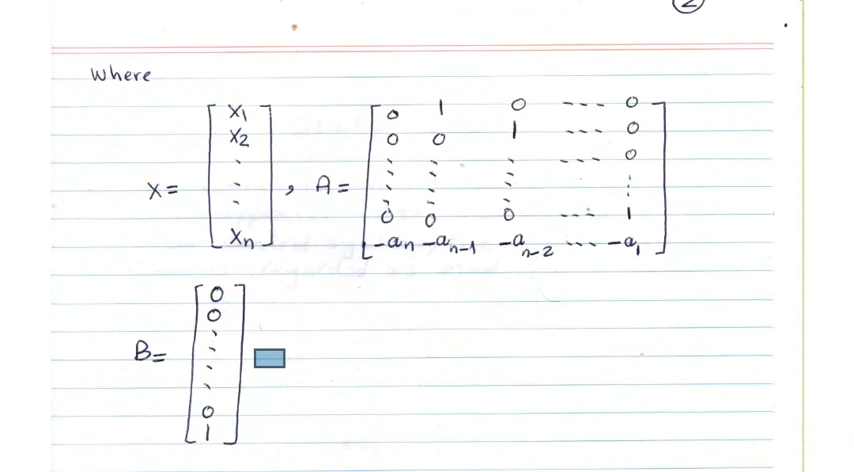 2
Where
X = [ x1 x2 ⋮ xn ] , A = [ 0 1 0 --- 0
0 0 1 --- 0
⋮ ⋮ ⋮ --- 0
0 0 0 --- 1
-an -an-1 -an-2 --- -a1 ]
B = [ 0 0 ⋮ 0 1 ]